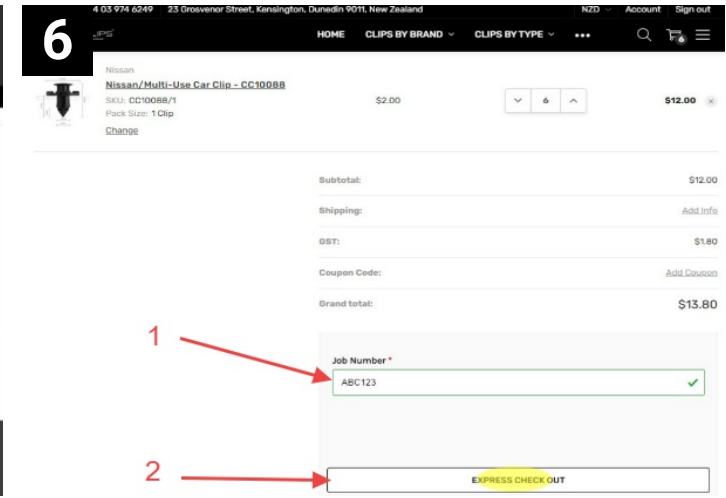 4 03 974 6249 23 Grosvenor Street, Kensington, Dunedin 9011, New Zealand NZD Account Sign out
6
LIPS HOME CLIPS BY BRAND CLIPS BY TYPE ••• 6
Nissan
Nissan/Multi-Use Car Clip - CC10088
SKU: CC10088/1 $2.00 6 $12.00 ×
Pack Size: 1 Clip
Change
Subtotal: $12.00
Shipping: Add Info
GST: $1.80
Coupon Code: Add Coupon
Grand total: $13.80
1
Job Number *
ABC123
2
EXPRESS CHECK OUT